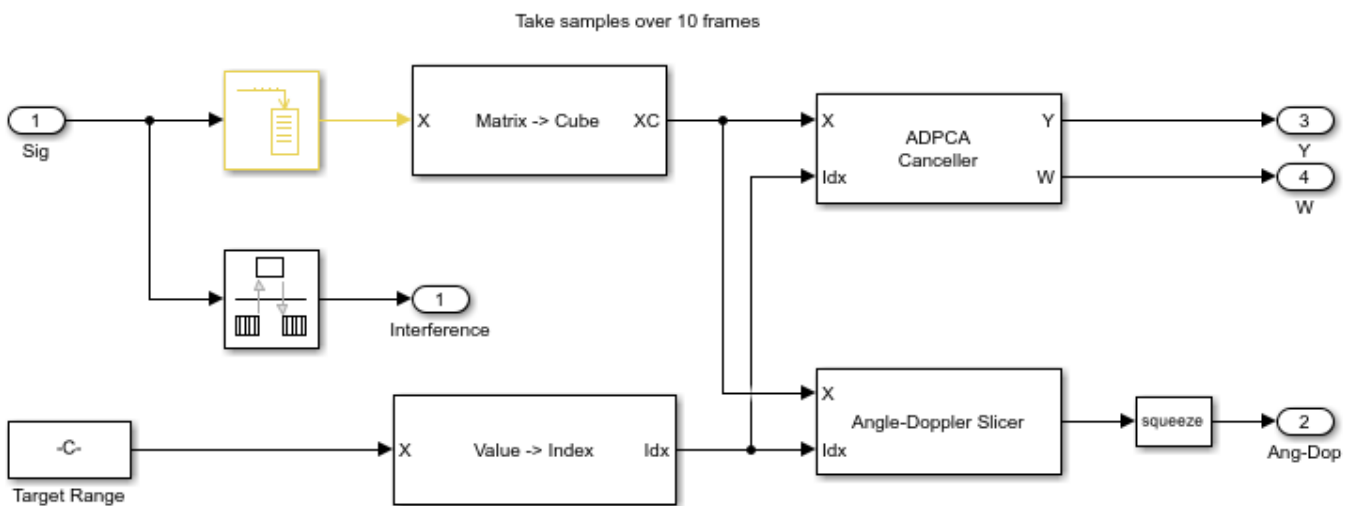 Take samples over 10 frames
1
Sig
X
Matrix -> Cube
XC
X
Idx
ADPCA
Canceller
Y
W
3
Y
4
W
1
Interference
-C-
Target Range
X
Value -> Index
Idx
X
Idx
Angle-Doppler Slicer
squeeze
2
Ang-Dop